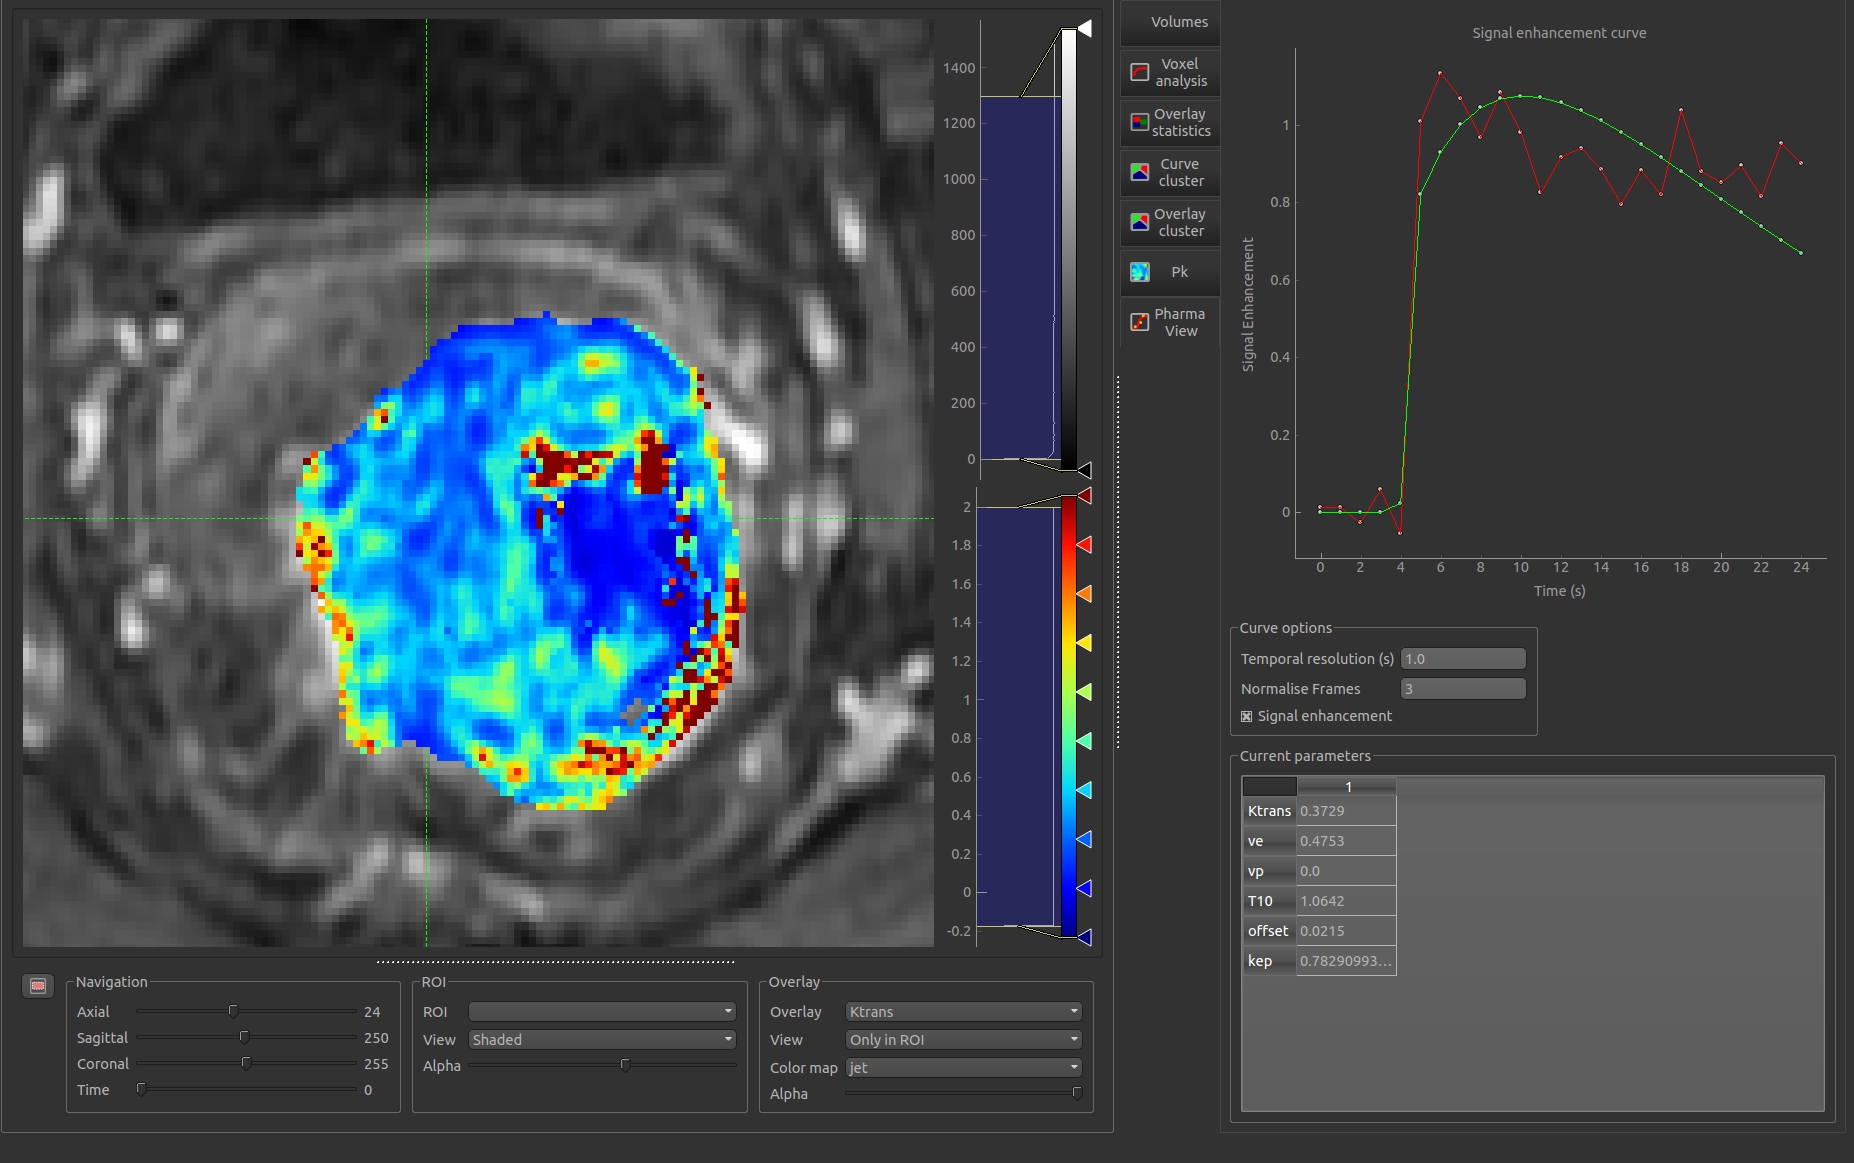 1400
1200
1000
800
600
400
200
0
2
1.8
1.6
1.4
1.2
1
0.8
0.6
0.4
0.2
0
-0.2
Navigation
Axial 24
Sagittal 250
Coronal 255
Time 0
ROI
ROI
View Shaded
Alpha
Overlay
Overlay Ktrans
View Only in ROI
Color map jet
Alpha
Volumes
Voxel
analysis
Overlay
statistics
Curve
cluster
Overlay
cluster
Pk
Pharma
View
Signal enhancement curve
Signal Enhancement
1
0.8
0.6
0.4
0.2
0
0 2 4 6 8 10 12 14 16 18 20 22 24
Time (s)
Curve options
Temporal resolution (s) 1.0
Normalise Frames 3
Signal enhancement
Current parameters
1
Ktrans 0.3729
ve 0.4753
vp 0.0
T10 1.0642
offset 0.0215
kep 0.78290993...